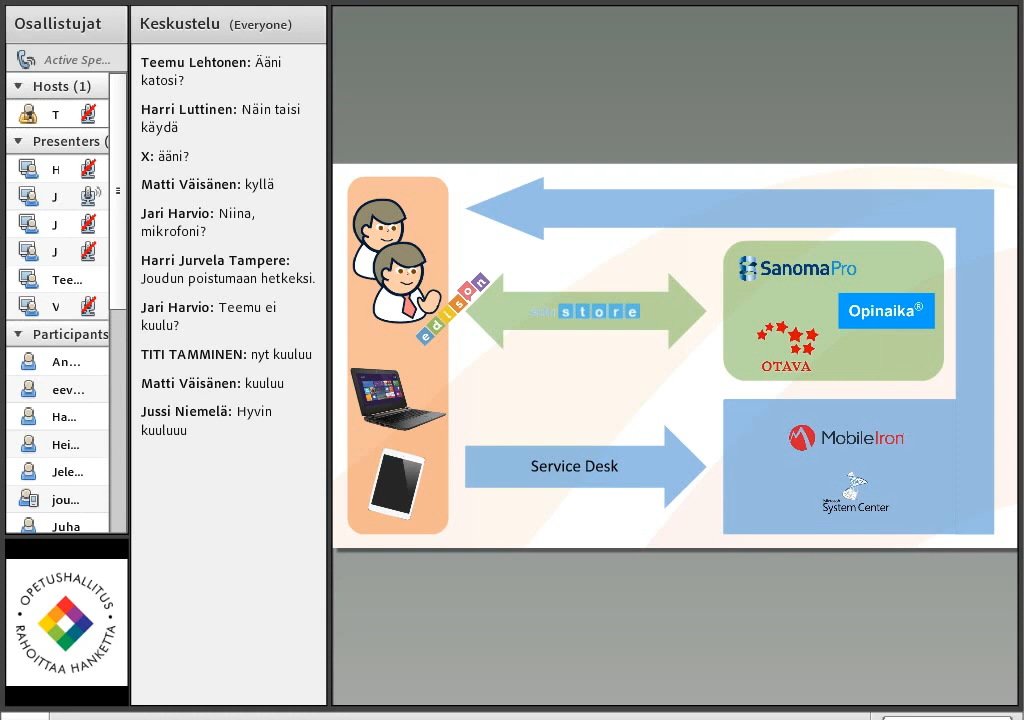 Osallistujat
Active Spe...
Hosts (1)
T
Presenters (
H
J
J
J
Tee...
V
Participants
An...
eev...
Ha...
Hei...
Jele...
jou...
Juha
OPETUSHALLITUS
RAHOITTAA HANKETTA
Keskustelu (Everyone)
Teemu Lehtonen: Ääni
katosi?
Harri Luttinen: Näin taisi
käydä
X: ääni?
Matti Väisänen: kyllä
Jari Harvio: Niina,
mikrofoni?
Harri Jurvela Tampere:
Joudun poistumaan hetkeksi.
Jari Harvio: Teemu ei
kuulu?
TITI TAMMINEN: nyt kuuluu
Matti Väisänen: kuuluu
Jussi Niemelä: Hyvin
kuuluuu
edison
store
SanomaPro
Opinaika®
OTAVA
Service Desk
MobileIron
Microsoft
System Center